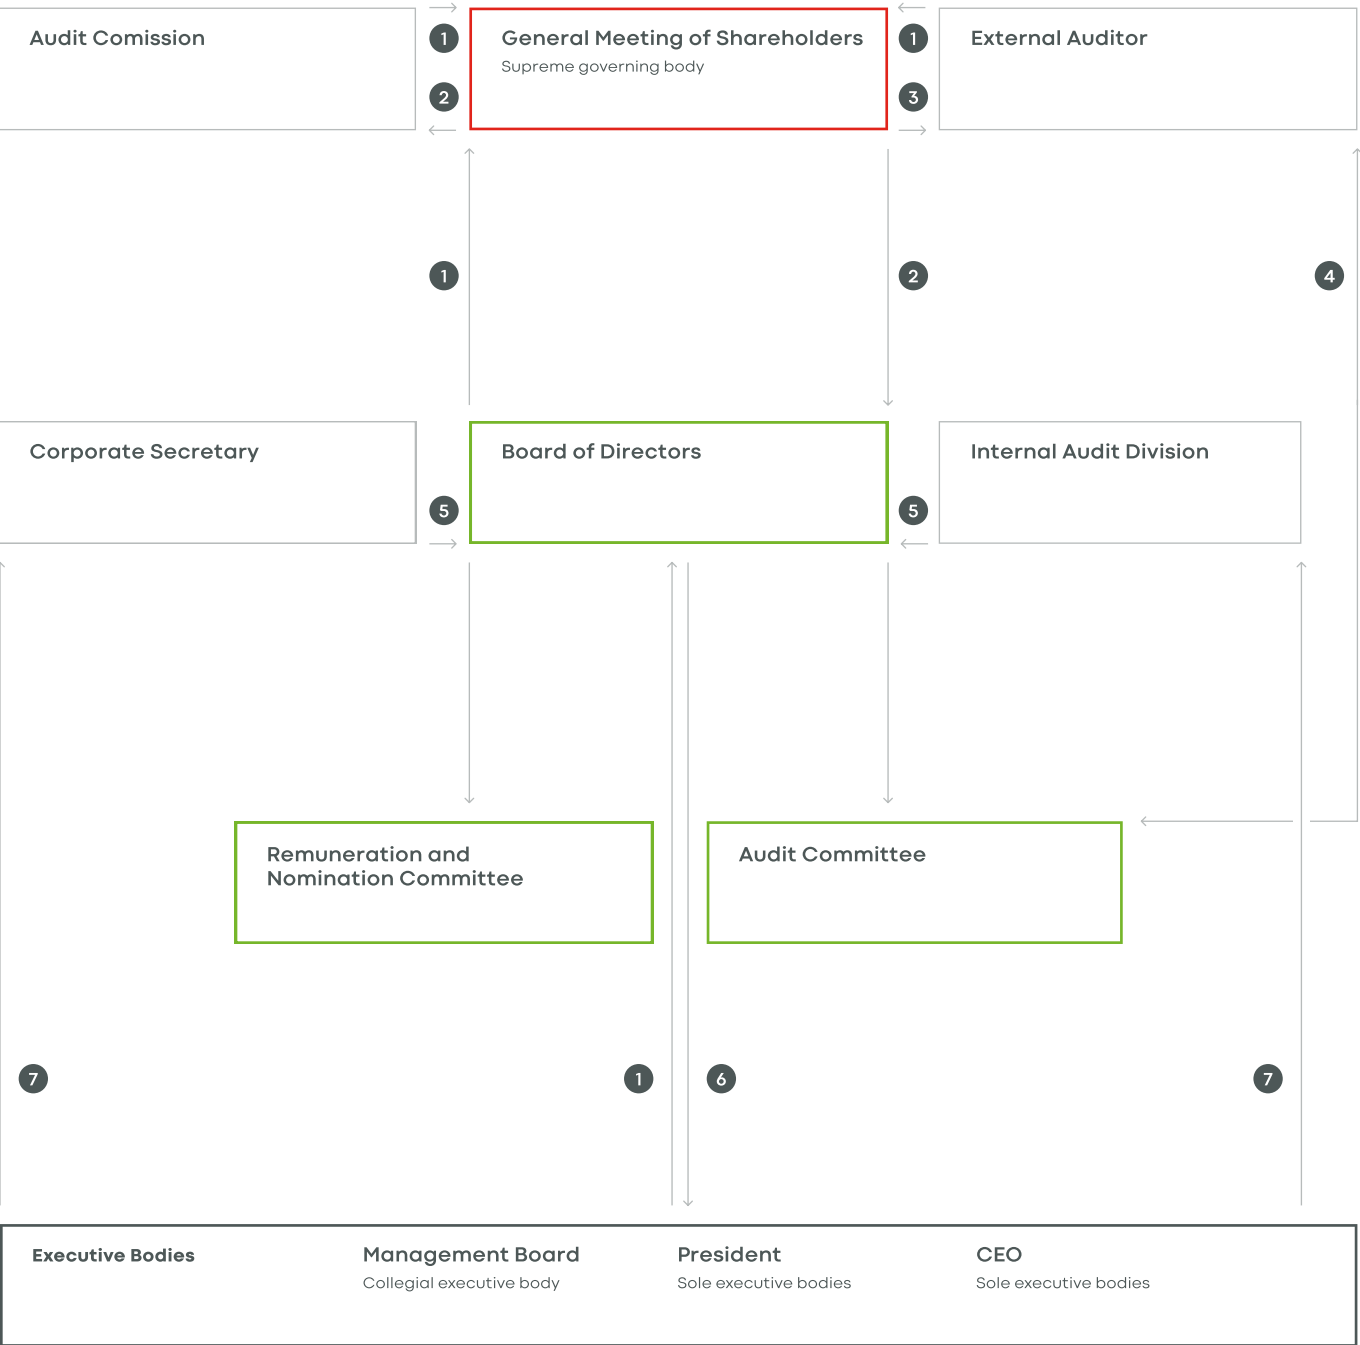 Audit Comission
1
General Meeting of Shareholders
1
External Auditor
Supreme governing body
2
3
1
2
4
Corporate Secretary
Board of Directors
Internal Audit Division
5
5
Remuneration and
Nomination Committee
Audit Committee
7
1
6
7
Executive Bodies
Management Board
President
CEO
Collegial executive body
Sole executive bodies
Sole executive bodies